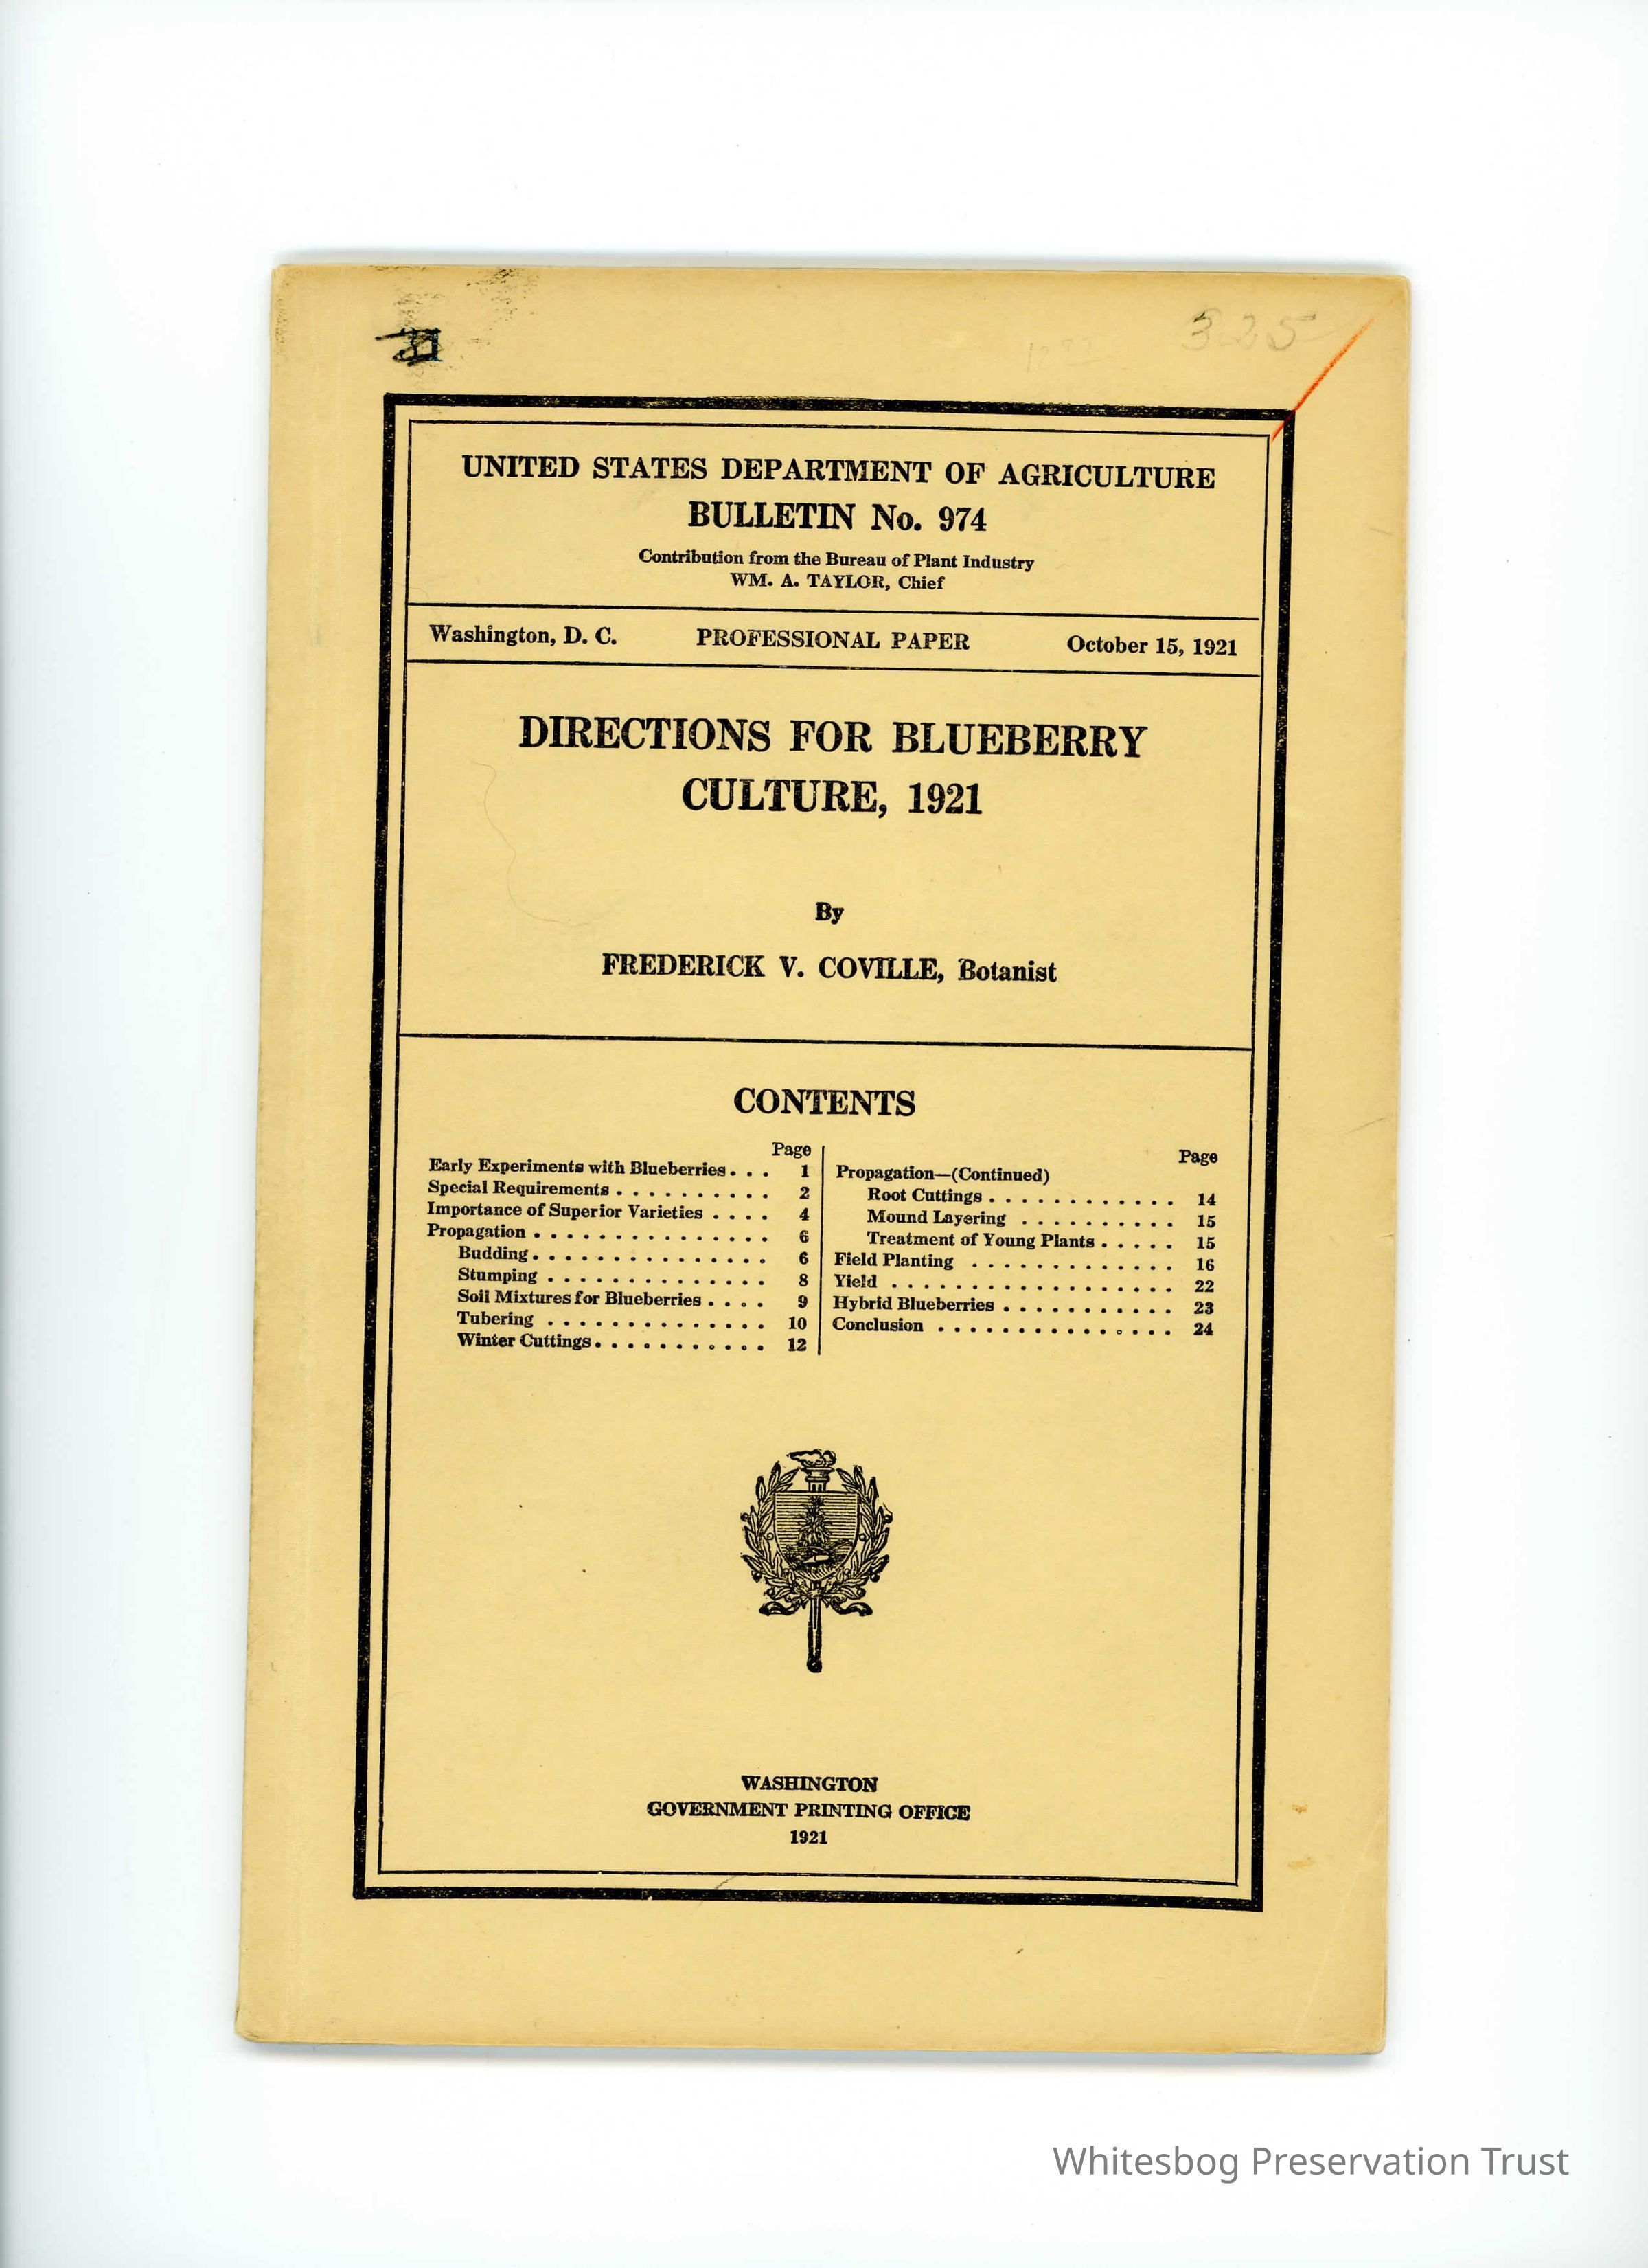 325
UNITED STATES DEPARTMENT OF AGRICULTURE
BULLETIN No. 974
Contribution from the Bureau of Plant Industry
WM. A. TAYLOR, Chief
Washington, D. C. PROFESSIONAL PAPER October 15, 1921
DIRECTIONS FOR BLUEBERRY
CULTURE, 1921
By
FREDERICK V. COVILLE, Botanist
CONTENTS
Page
Early Experiments with Blueberries . . . 1
Special Requirements . . . . . . . . . . 2
Importance of Superior Varieties . . . . 4
Propagation . . . . . . . . . . . . . . . 6
Budding . . . . . . . . . . . . . . . 6
Stumping . . . . . . . . . . . . . . 8
Soil Mixtures for Blueberries . . . . 9
Tubering . . . . . . . . . . . . . . 10
Winter Cuttings . . . . . . . . . . . 12
Page
Propagation—(Continued)
Root Cuttings . . . . . . . . . . . . 14
Mound Layering . . . . . . . . . . 15
Treatment of Young Plants . . . . . 15
Field Planting . . . . . . . . . . . . . 16
Yield . . . . . . . . . . . . . . . . . . 22
Hybrid Blueberries . . . . . . . . . . . 23
Conclusion . . . . . . . . . . . . . . . 24
WASHINGTON
GOVERNMENT PRINTING OFFICE
1921
Whitesbog Preservation Trust